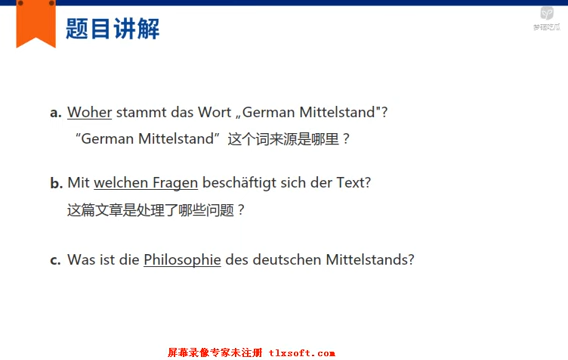 题目讲解
a. Woher stammt das Wort „German Mittelstand"?
“German Mittelstand”这个词来源是哪里？
b. Mit welchen Fragen beschäftigt sich der Text?
这篇文章是处理了哪些问题？
c. Was ist die Philosophie des deutschen Mittelstands?
屏幕录像专家未注册 tlxsoft.com